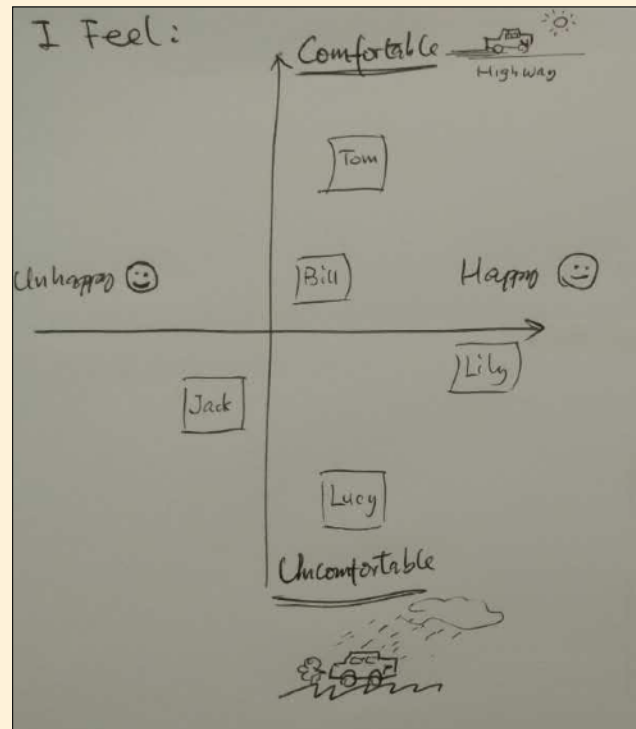 I Feel:
Comfortable
Highway
Tom
Unhappy
Bill
Happy
Lily
Jack
Lucy
Uncomfortable